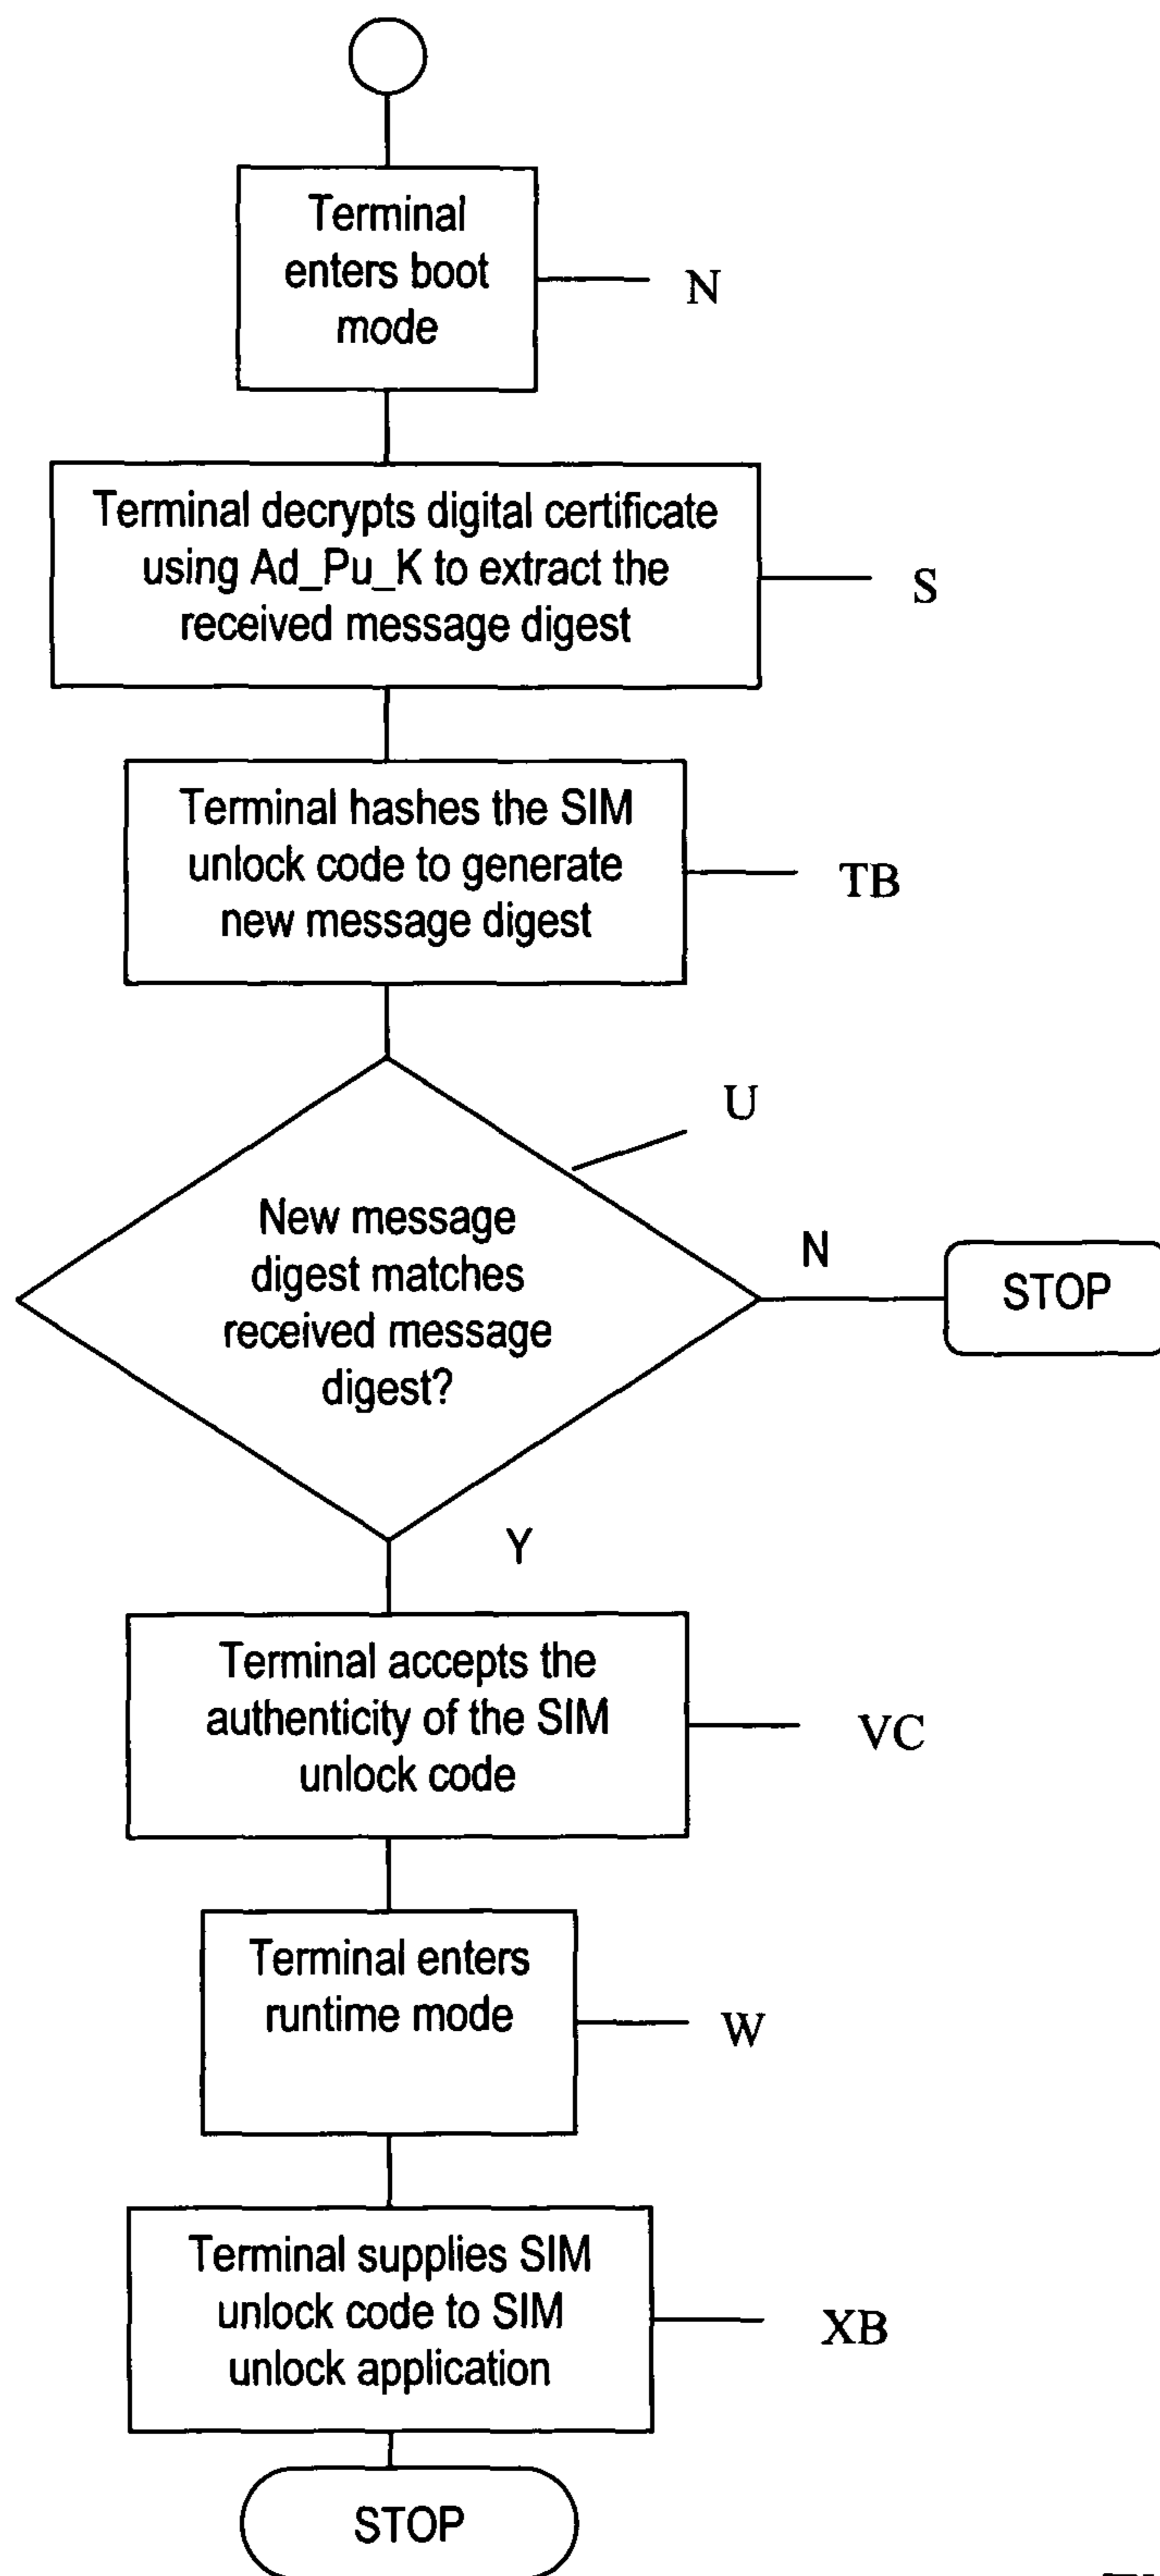 Terminal
enters boot
mode
N
Terminal decrypts digital certificate
using Ad_Pu_K to extract the
received message digest
S
Terminal hashes the SIM
unlock code to generate
new message digest
TB
U
New message
digest matches
received message
digest?
N
STOP
Y
Terminal accepts the
authenticity of the SIM
unlock code
VC
Terminal enters
runtime mode
W
Terminal supplies SIM
unlock code to SIM
unlock application
XB
STOP